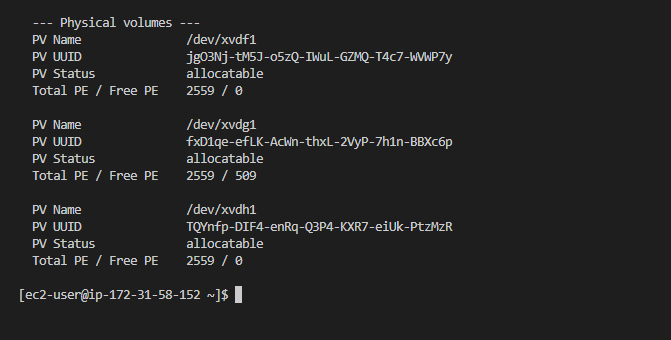 --- Physical volumes ---
PV Name /dev/xvdf1
PV UUID jgO3Nj-tM5J-o5zQ-IWuL-GZMQ-T4c7-WVWP7y
PV Status allocatable
Total PE / Free PE 2559 / 0
PV Name /dev/xvdg1
PV UUID fxD1qe-efLK-AcWn-thxL-2VyP-7h1n-BBXc6p
PV Status allocatable
Total PE / Free PE 2559 / 509
PV Name /dev/xvdh1
PV UUID TQYnfp-DIF4-enRq-Q3P4-KXR7-eiUk-PtzMzR
PV Status allocatable
Total PE / Free PE 2559 / 0
[ec2-user@ip-172-31-58-152 ~]$